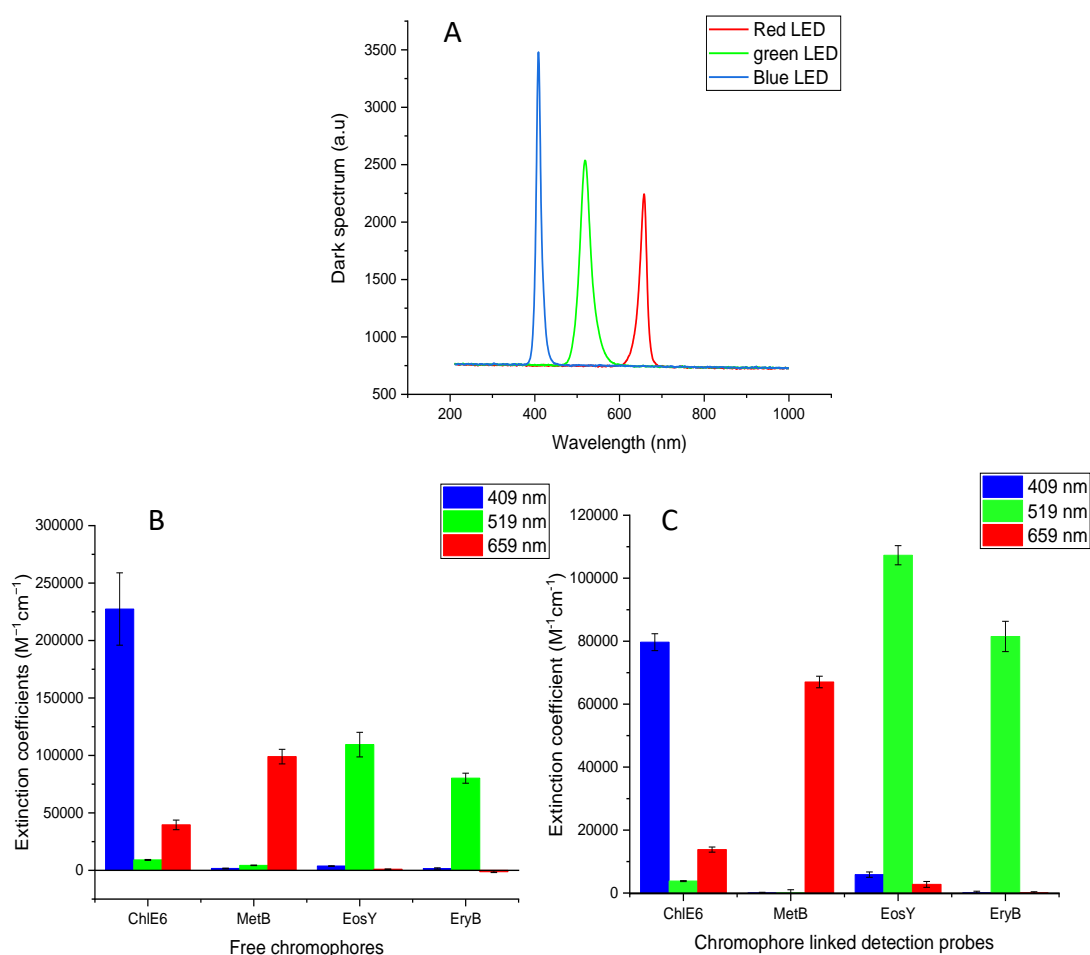 A
Red LED
green LED
Blue LED
Dark spectrum (a.u)
3500
3000
2500
2000
1500
1000
500
200 400 600 800 1000
Wavelength (nm)
B
409 nm
519 nm
659 nm
Extinction coefficients (M⁻¹cm⁻¹)
300000
250000
200000
150000
100000
50000
0
ChlE6 MetB EosY EryB
Free chromophores
C
409 nm
519 nm
659 nm
Extinction coefficient (M⁻¹cm⁻¹)
120000
100000
80000
60000
40000
20000
0
ChlE6 MetB EosY EryB
Chromophore linked detection probes